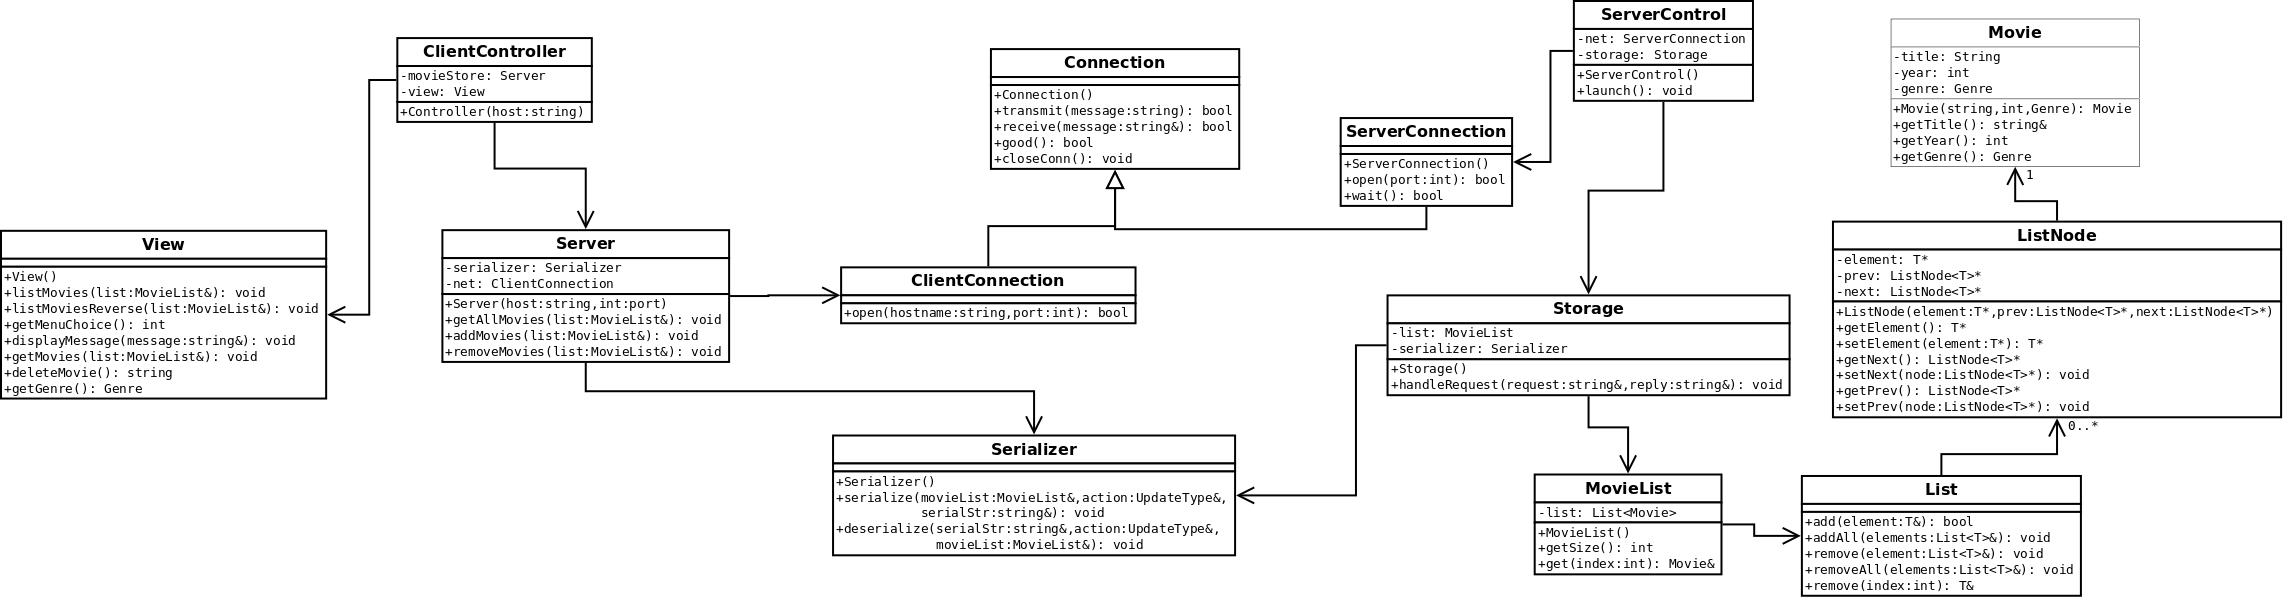 ClientController
-movieStore: Server
-view: View
+Controller(host:string)
Connection
+Connection()
+transmit(message:string): bool
+receive(message:string&): bool
+good(): bool
+closeConn(): void
ServerControl
-net: ServerConnection
-storage: Storage
+ServerControl()
+launch(): void
Movie
-title: String
-year: int
-genre: Genre
+Movie(string,int,Genre): Movie
+getTitle(): string&
+getYear(): int
+getGenre(): Genre
1
ServerConnection
+ServerConnection()
+open(port:int): bool
+wait(): bool
View
+View()
+listMovies(list:MovieList&): void
+listMoviesReverse(list:MovieList&): void
+getMenuChoice(): int
+displayMessage(message:string&): void
+getMovies(list:MovieList&): void
+deleteMovie(): string
+getGenre(): Genre
Server
-serializer: Serializer
-net: ClientConnection
+Server(host:string,int:port)
+getAllMovies(list:MovieList&): void
+addMovies(list:MovieList&): void
+removeMovies(list:MovieList&): void
ClientConnection
+open(hostname:string,port:int): bool
Storage
-list: MovieList
-serializer: Serializer
+Storage()
+handleRequest(request:string&,reply:string&): void
ListNode
-element: T*
-prev: ListNode<T>*
-next: ListNode<T>*
+ListNode(element:T*,prev:ListNode<T>*,next:ListNode<T>*)
+getElement(): T*
+setElement(element:T*): T*
+getNext(): ListNode<T>*
+setNext(node:ListNode<T>*): void
+getPrev(): ListNode<T>*
+setPrev(node:ListNode<T>*): void
0..*
Serializer
+Serializer()
+serialize(movieList:MovieList&,action:UpdateType&,
serialStr:string&): void
+deserialize(serialStr:string&,action:UpdateType&,
movieList:MovieList&): void
MovieList
-list: List<Movie>
+MovieList()
+getSize(): int
+get(index:int): Movie&
List
+add(element:T&): bool
+addAll(elements:List<T>&): void
+remove(element:List<T>&): void
+removeAll(elements:List<T>&): void
+remove(index:int): T&